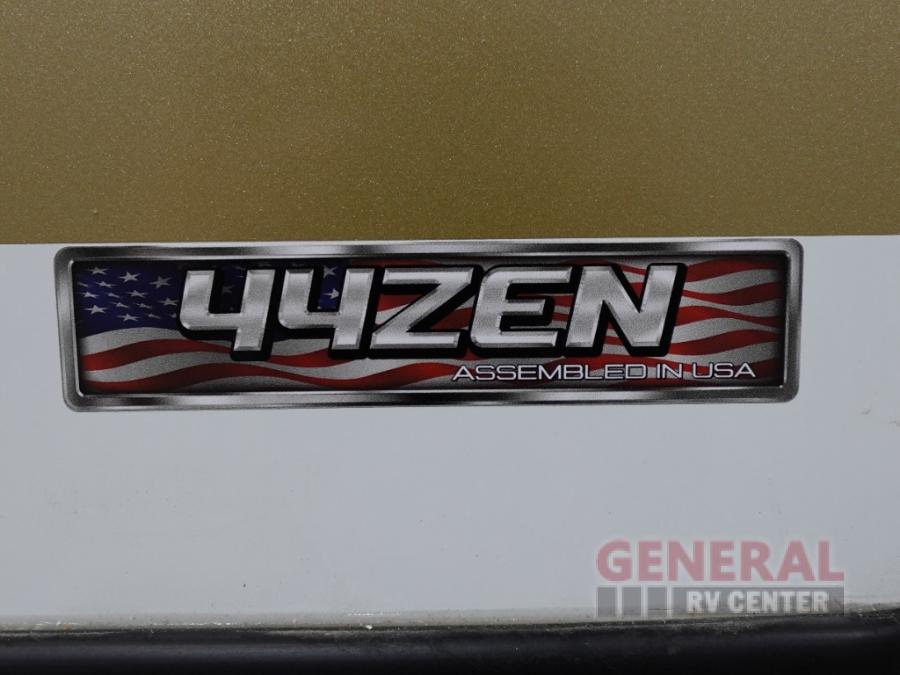 44ZEN
ASSEMBLED IN USA
GENERAL
RV CENTER